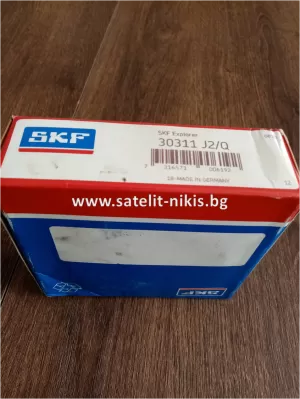 SKF
SKF Explorer
30311 J2/Q
www.satelit-nikis.bg
SKF